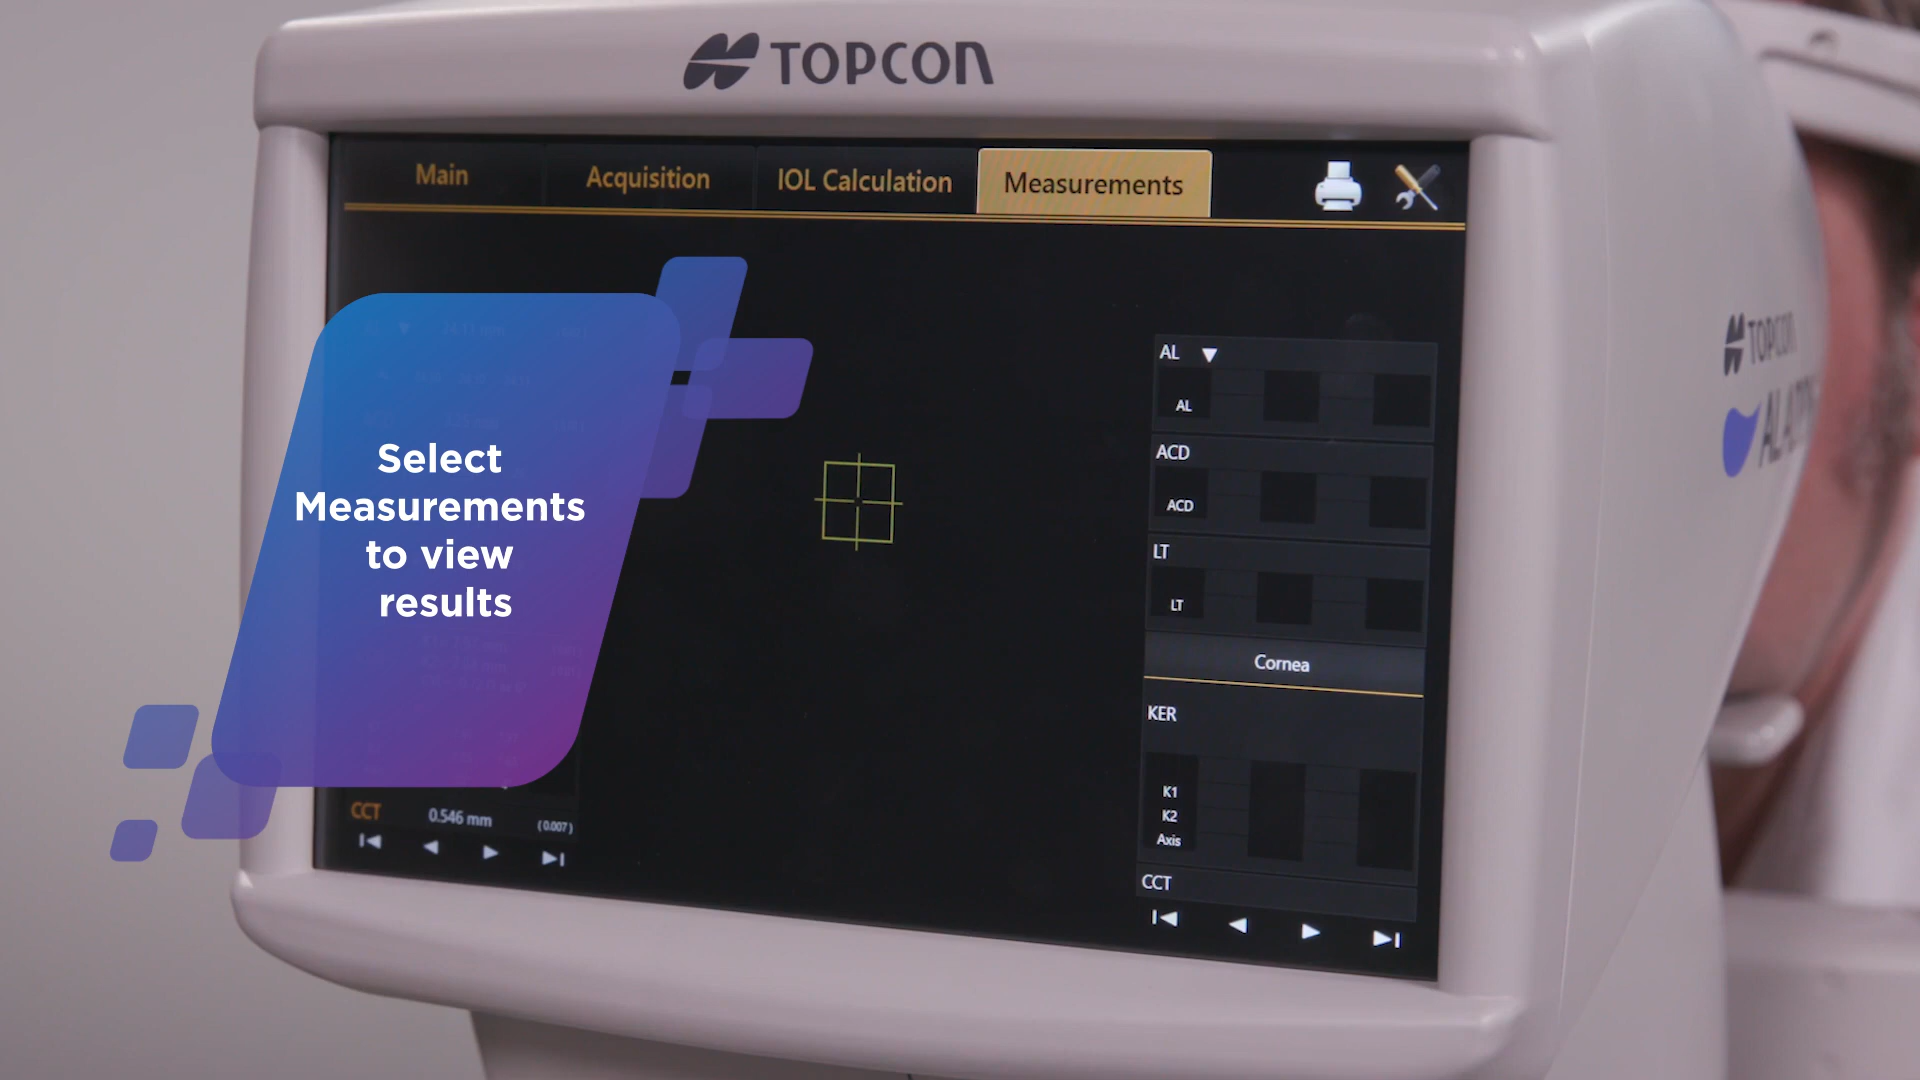 TOPCON
Main
Acquisition
IOL Calculation
Measurements
Select
Measurements
to view
results
CCT 0.546 mm (0.007)
AL
AL
ACD
ACD
LT
LT
Cornea
KER
K1
K2
Axis
CCT
TOPCON